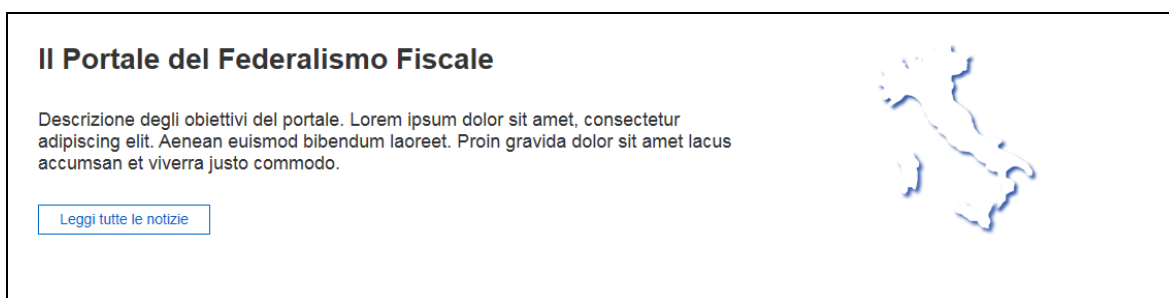 Il Portale del Federalismo Fiscale
Descrizione degli obiettivi del portale. Lorem ipsum dolor sit amet, consectetur
adipiscing elit. Aenean euismod bibendum laoreet. Proin gravida dolor sit amet lacus
accumsan et viverra justo commodo.
Leggi tutte le notizie